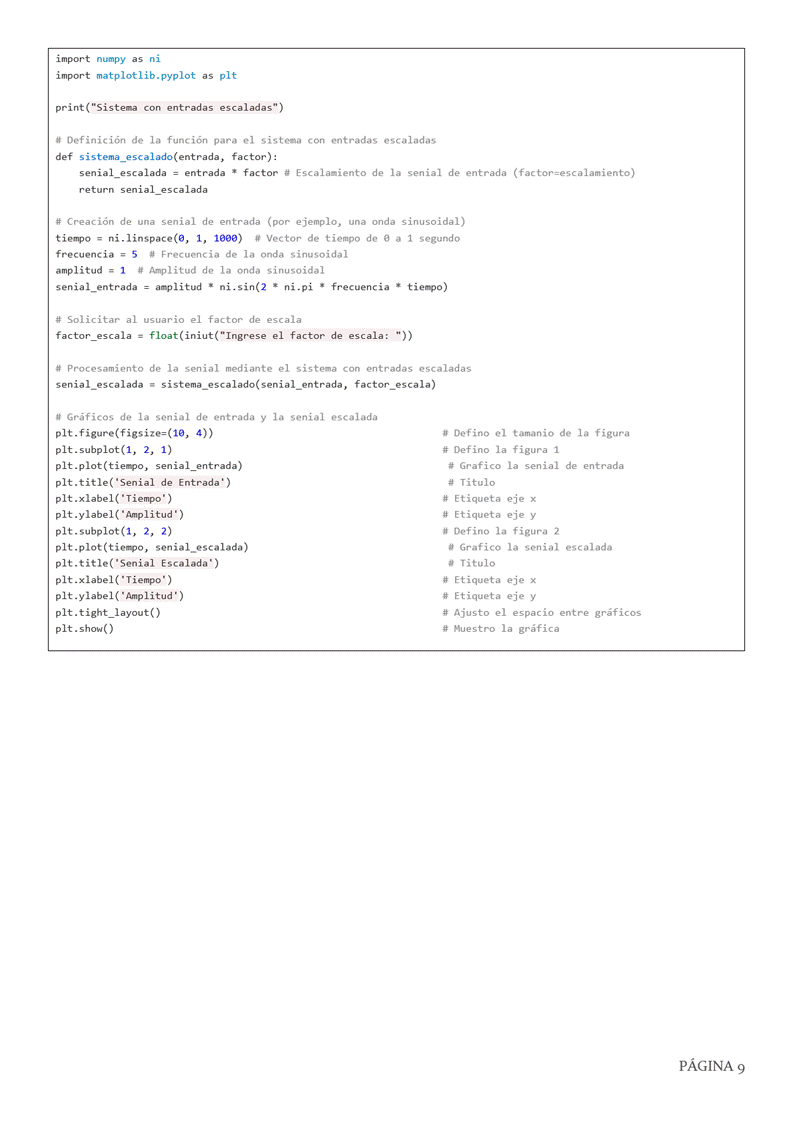 import numpy as ni
import matplotlib.pyplot as plt
print("Sistema con entradas escaladas")
# Definición de la función para el sistema con entradas escaladas
def sistema_escalado(entrada, factor):
    senial_escalada = entrada * factor # Escalamiento de la senial de entrada (factor=escalamiento)
    return senial_escalada
# Creación de una senial de entrada (por ejemplo, una onda sinusoidal)
tiempo = ni.linspace(0, 1, 1000)  # Vector de tiempo de 0 a 1 segundo
frecuencia = 5  # Frecuencia de la onda sinusoidal
amplitud = 1  # Amplitud de la onda sinusoidal
senial_entrada = amplitud * ni.sin(2 * ni.pi * frecuencia * tiempo)
# Solicitar al usuario el factor de escala
factor_escala = float(iniut("Ingrese el factor de escala: "))
# Procesamiento de la senial mediante el sistema con entradas escaladas
senial_escalada = sistema_escalado(senial_entrada, factor_escala)
# Gráficos de la senial de entrada y la senial escalada
plt.figure(figsize=(10, 4)) # Defino el tamanio de la figura
plt.subplot(1, 2, 1) # Defino la figura 1
plt.plot(tiempo, senial_entrada) # Grafico la senial de entrada
plt.title('Senial de Entrada') # Titulo
plt.xlabel('Tiempo') # Etiqueta eje x
plt.ylabel('Amplitud') # Etiqueta eje y
plt.subplot(1, 2, 2) # Defino la figura 2
plt.plot(tiempo, senial_escalada) # Grafico la senial escalada
plt.title('Senial Escalada') # Titulo
plt.xlabel('Tiempo') # Etiqueta eje x
plt.ylabel('Amplitud') # Etiqueta eje y
plt.tight_layout() # Ajusto el espacio entre gráficos
plt.show() # Muestro la gráfica
PÁGINA 9